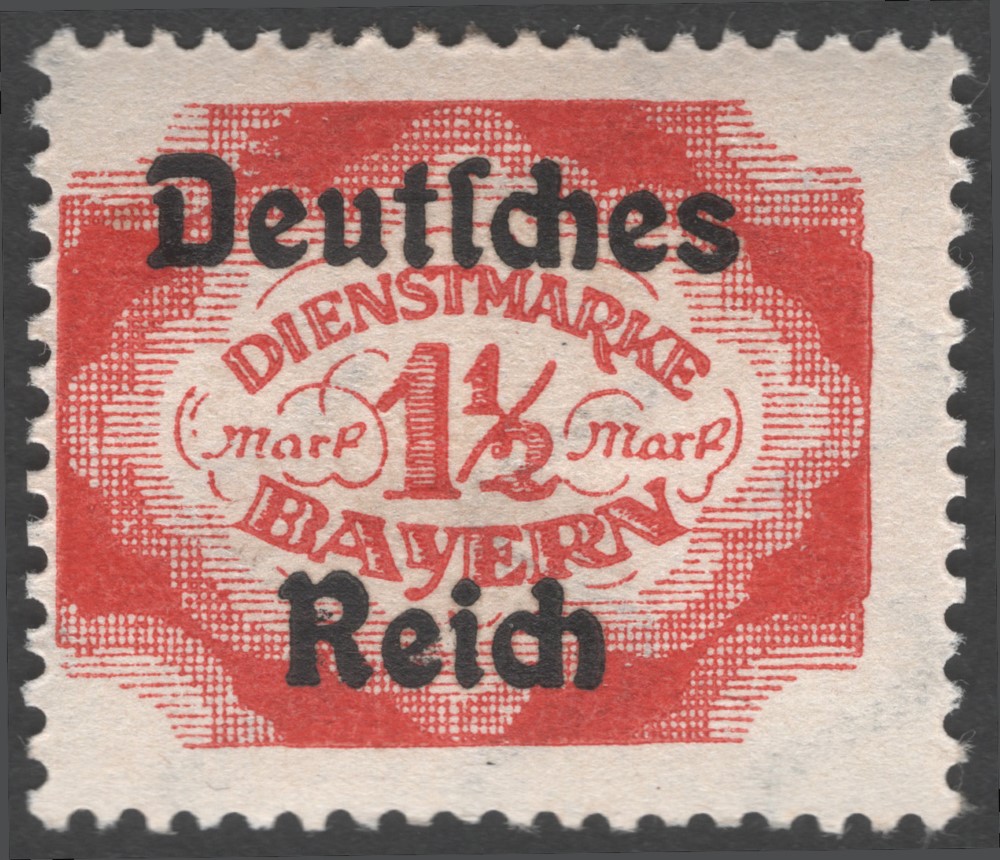 Deutſches
DIENSTMARKE
Mark 1½ Mark
BAYERN
Reich